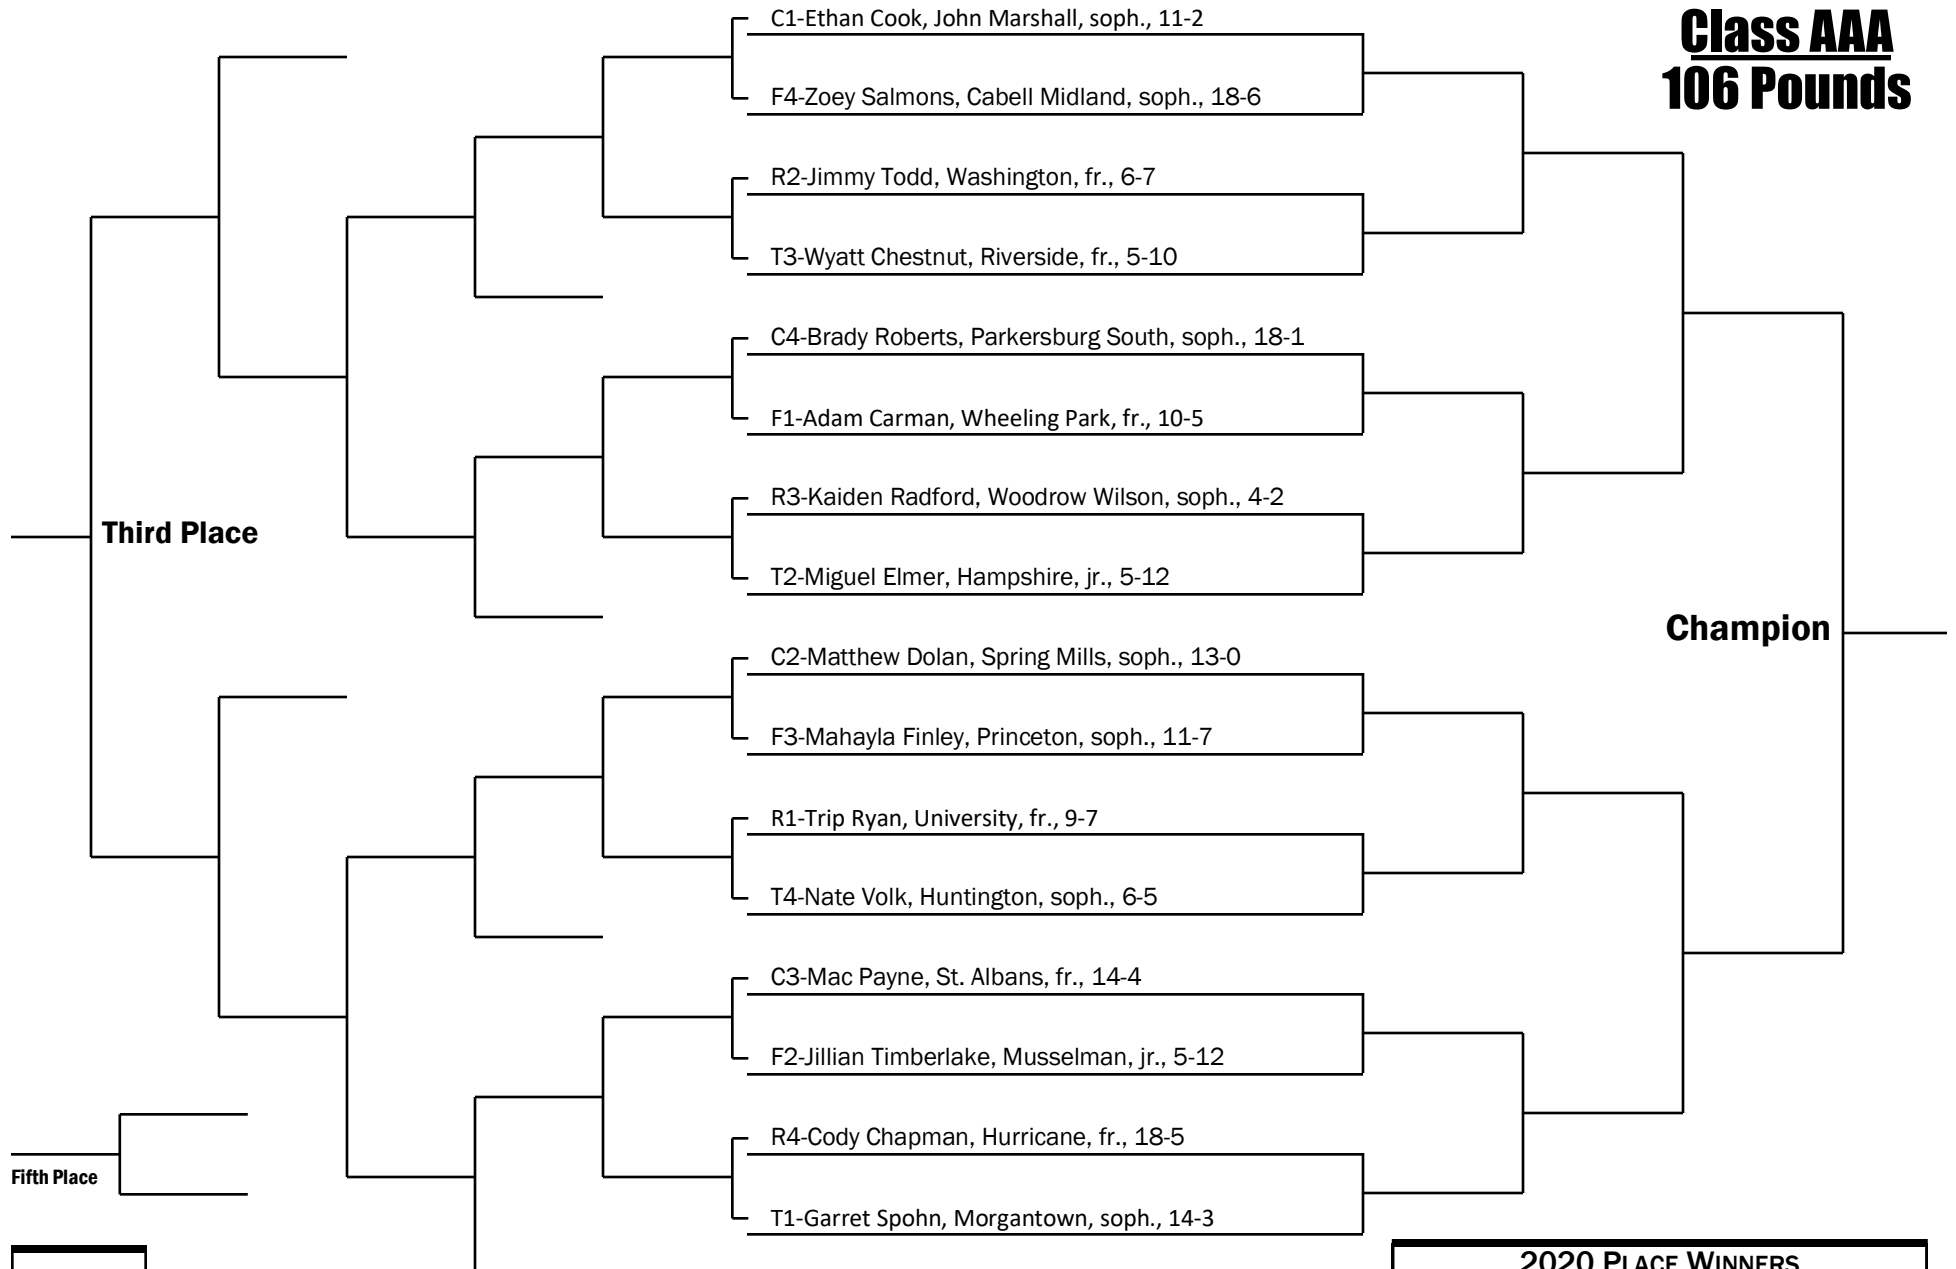 Class AAA
106 Pounds
C1-Ethan Cook, John Marshall, soph., 11-2
F4-Zoey Salmons, Cabell Midland, soph., 18-6
R2-Jimmy Todd, Washington, fr., 6-7
T3-Wyatt Chestnut, Riverside, fr., 5-10
C4-Brady Roberts, Parkersburg South, soph., 18-1
F1-Adam Carman, Wheeling Park, fr., 10-5
R3-Kaiden Radford, Woodrow Wilson, soph., 4-2
Third Place
T2-Miguel Elmer, Hampshire, jr., 5-12
Champion
C2-Matthew Dolan, Spring Mills, soph., 13-0
F3-Mahayla Finley, Princeton, soph., 11-7
R1-Trip Ryan, University, fr., 9-7
T4-Nate Volk, Huntington, soph., 6-5
C3-Mac Payne, St. Albans, fr., 14-4
F2-Jillian Timberlake, Musselman, jr., 5-12
R4-Cody Chapman, Hurricane, fr., 18-5
Fifth Place
T1-Garret Spohn, Morgantown, soph., 14-3
2020 PLACE WINNERS